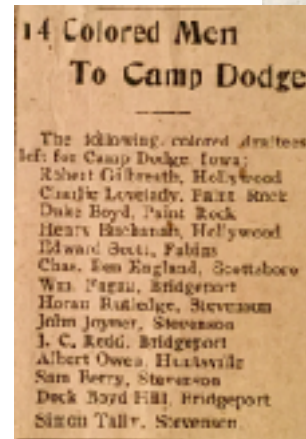 14 Colored Men
To Camp Dodge
The following colored draftees
left for Camp Dodge, Iowa:
Robert Gilbreath, Hollywood
Charlie Lovelady, Paint Rock
Duke Boyd, Paint Rock
Henry Buchanah, Hollywood
Edward Scott, Fabius
Chas. Ben England, Scottsboro
Wm. Fagan, Bridgeport
Horan Rutledge, Stevenson
John Joyner, Stevenson
J. C. Redd, Bridgeport
Albert Owen, Huntsville
Sam Berry, Stevenson
Dock Boyd Hill, Bridgeport
Simon Tally, Stevenson